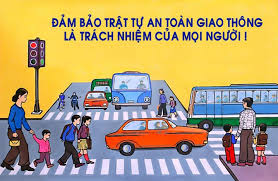 ĐẢM BẢO TRẬT TỰ AN TOÀN GIAO THÔNG
LÀ TRÁCH NHIỆM CỦA MỌI NGƯỜI !